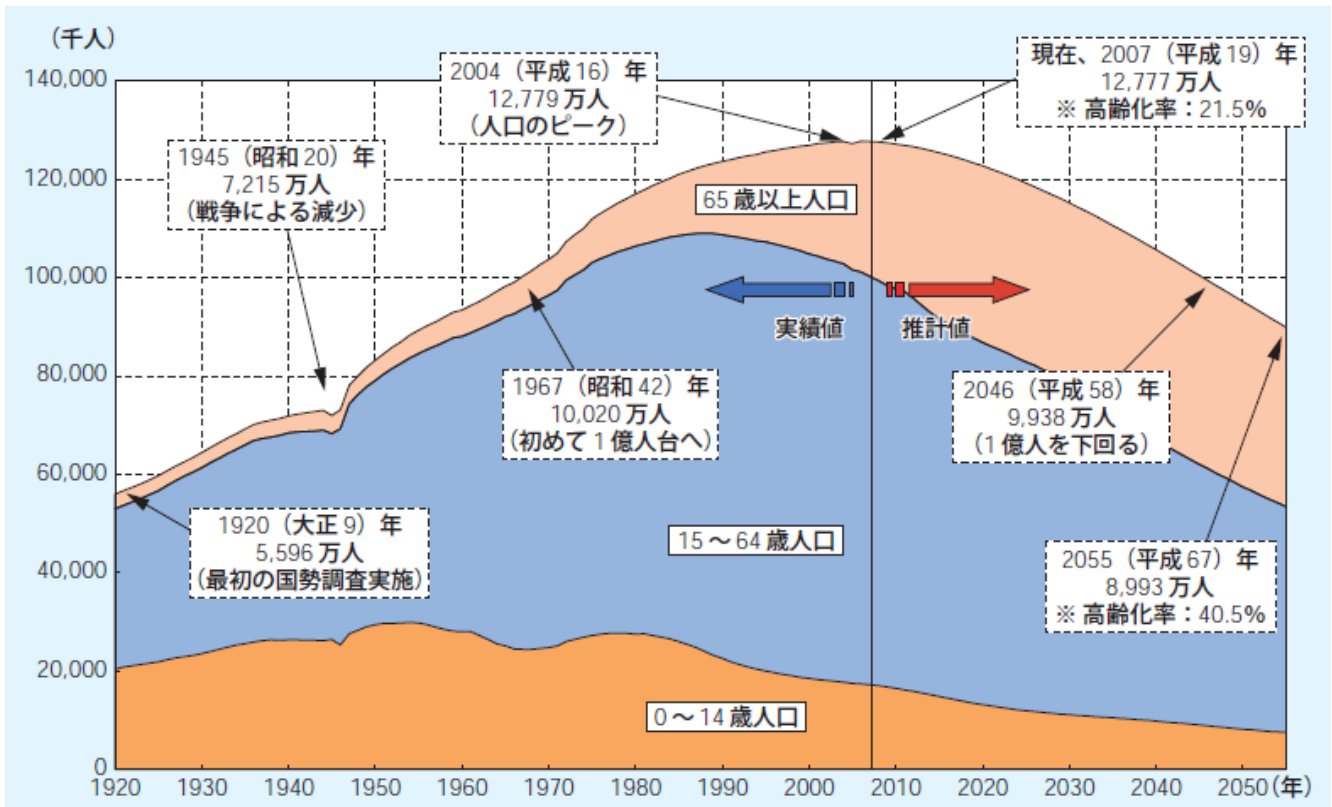 （千人）
140,000
120,000
100,000
80,000
60,000
40,000
20,000
0
1920
1930
1940
1950
1960
1970
1980
1990
2000
2010
2020
2030
2040
2050
（年）
1920（大正 9）年
5,596 万人
（最初の国勢調査実施）
1945（昭和 20）年
7,215 万人
（戦争による減少）
1967（昭和 42）年
10,020 万人
（初めて 1 億人台へ）
2004（平成 16）年
12,779 万人
（人口のピーク）
現在、2007（平成 19）年
12,777 万人
※ 高齢化率：21.5%
2046（平成 58）年
9,938 万人
（1 億人を下回る）
2055（平成 67）年
8,993 万人
※ 高齢化率：40.5%
65 歳以上人口
実績値
推計値
15～64 歳人口
0～14 歳人口